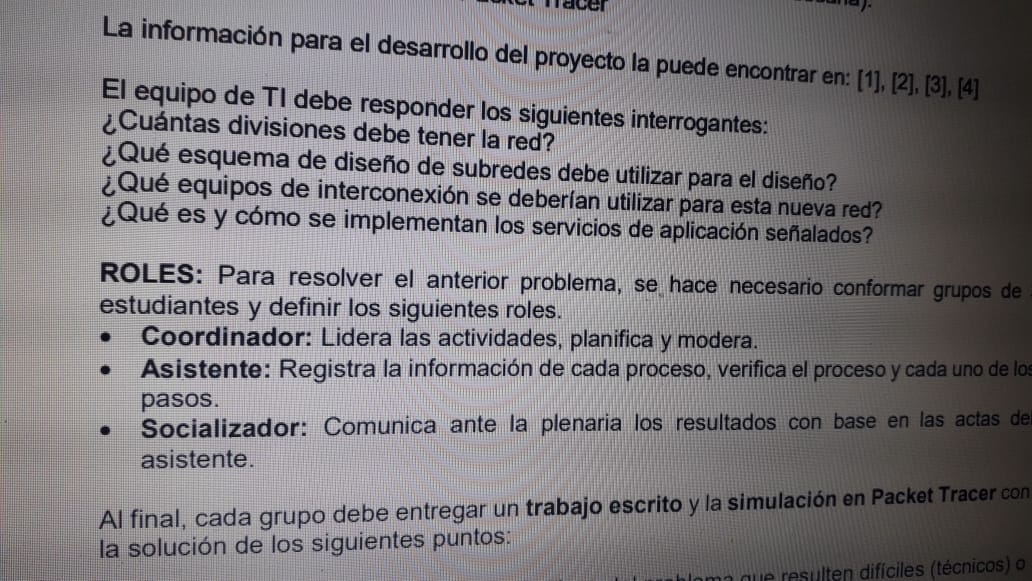 Packet Tracer
La información para el desarrollo del proyecto la puede encontrar en: [1], [2], [3], [4]
El equipo de TI debe responder los siguientes interrogantes:
¿Cuántas divisiones debe tener la red?
¿Qué esquema de diseño de subredes debe utilizar para el diseño?
¿Qué equipos de interconexión se deberían utilizar para esta nueva red?
¿Qué es y cómo se implementan los servicios de aplicación señalados?
ROLES: Para resolver el anterior problema, se hace necesario conformar grupos de
estudiantes y definir los siguientes roles.
• Coordinador: Lidera las actividades, planifica y modera.
• Asistente: Registra la información de cada proceso, verifica el proceso y cada uno de los
pasos.
• Socializador: Comunica ante la plenaria los resultados con base en las actas de
asistente.
Al final, cada grupo debe entregar un trabajo escrito y la simulación en Packet Tracer con
la solución de los siguientes puntos:
que resulten difíciles (técnicos) o